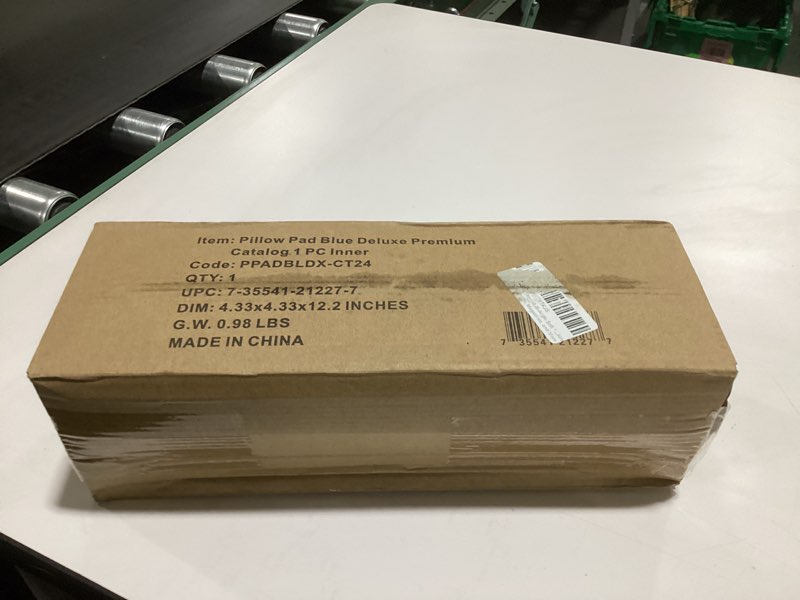 Item: Pillow Pad Blue Deluxe Premium
Catalog 1 PC Inner
Code: PPADBLDX-CT24
QTY: 1
UPC: 7-35541-21227-7
DIM: 4.33x4.33x12.2 INCHES
G.W. 0.98 LBS
MADE IN CHINA
7 35541 21227 7